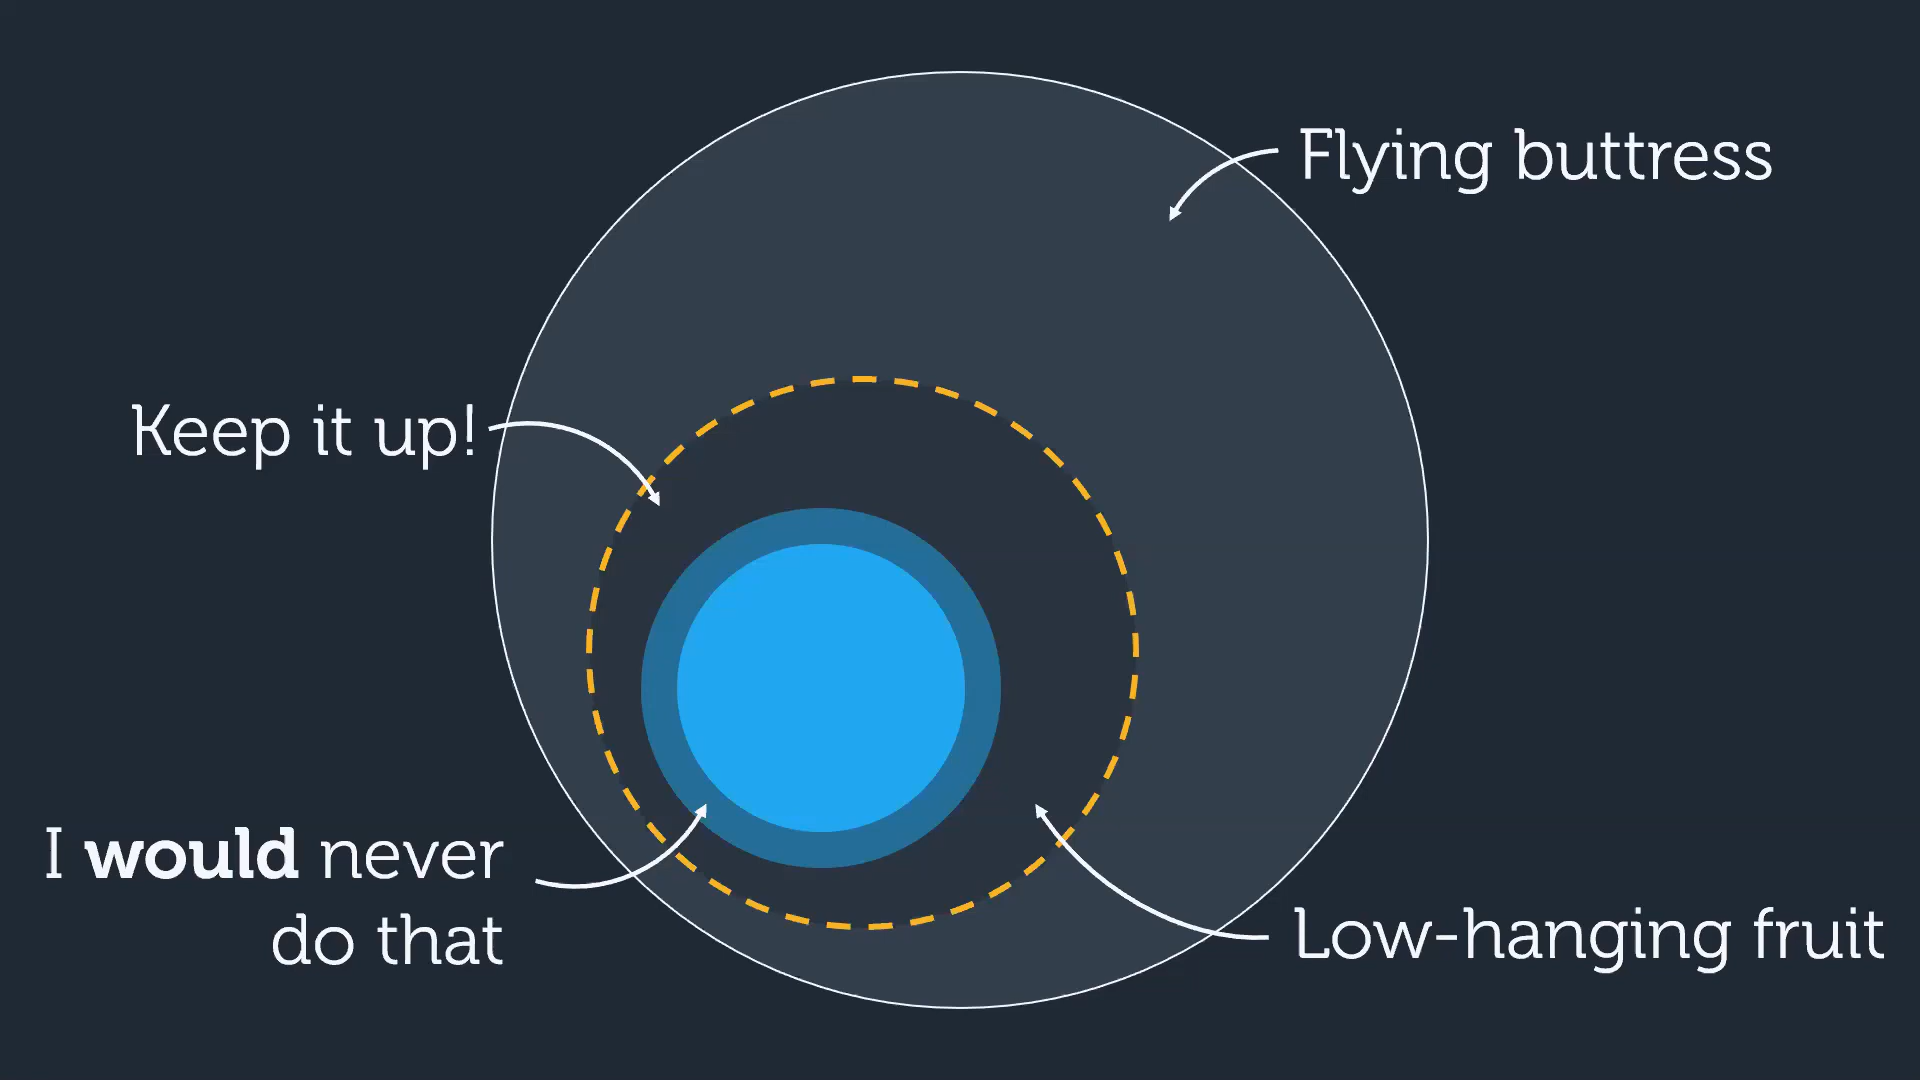 Flying buttress
Keep it up!
I would never
do that
Low-hanging fruit